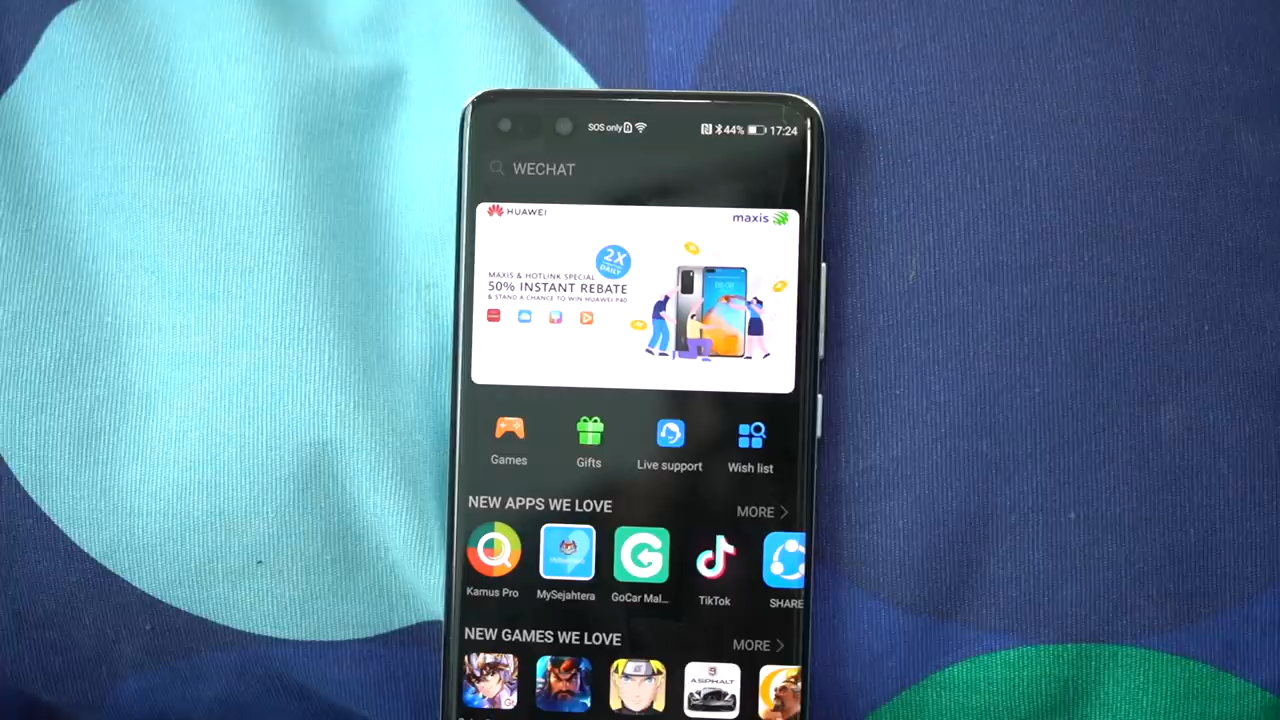 SOS only 44% 17:24
WECHAT
HUAWEI maxis
2X
DAILY
MAXIS & HOTLINK SPECIAL
50% INSTANT REBATE
& STAND A CHANCE TO WIN HUAWEI P40
08:08
Games Gifts Live support Wish list
NEW APPS WE LOVE MORE
Kamus Pro MySejahtera GoCar Mal... TikTok SHARE
NEW GAMES WE LOVE MORE
ASPHALT